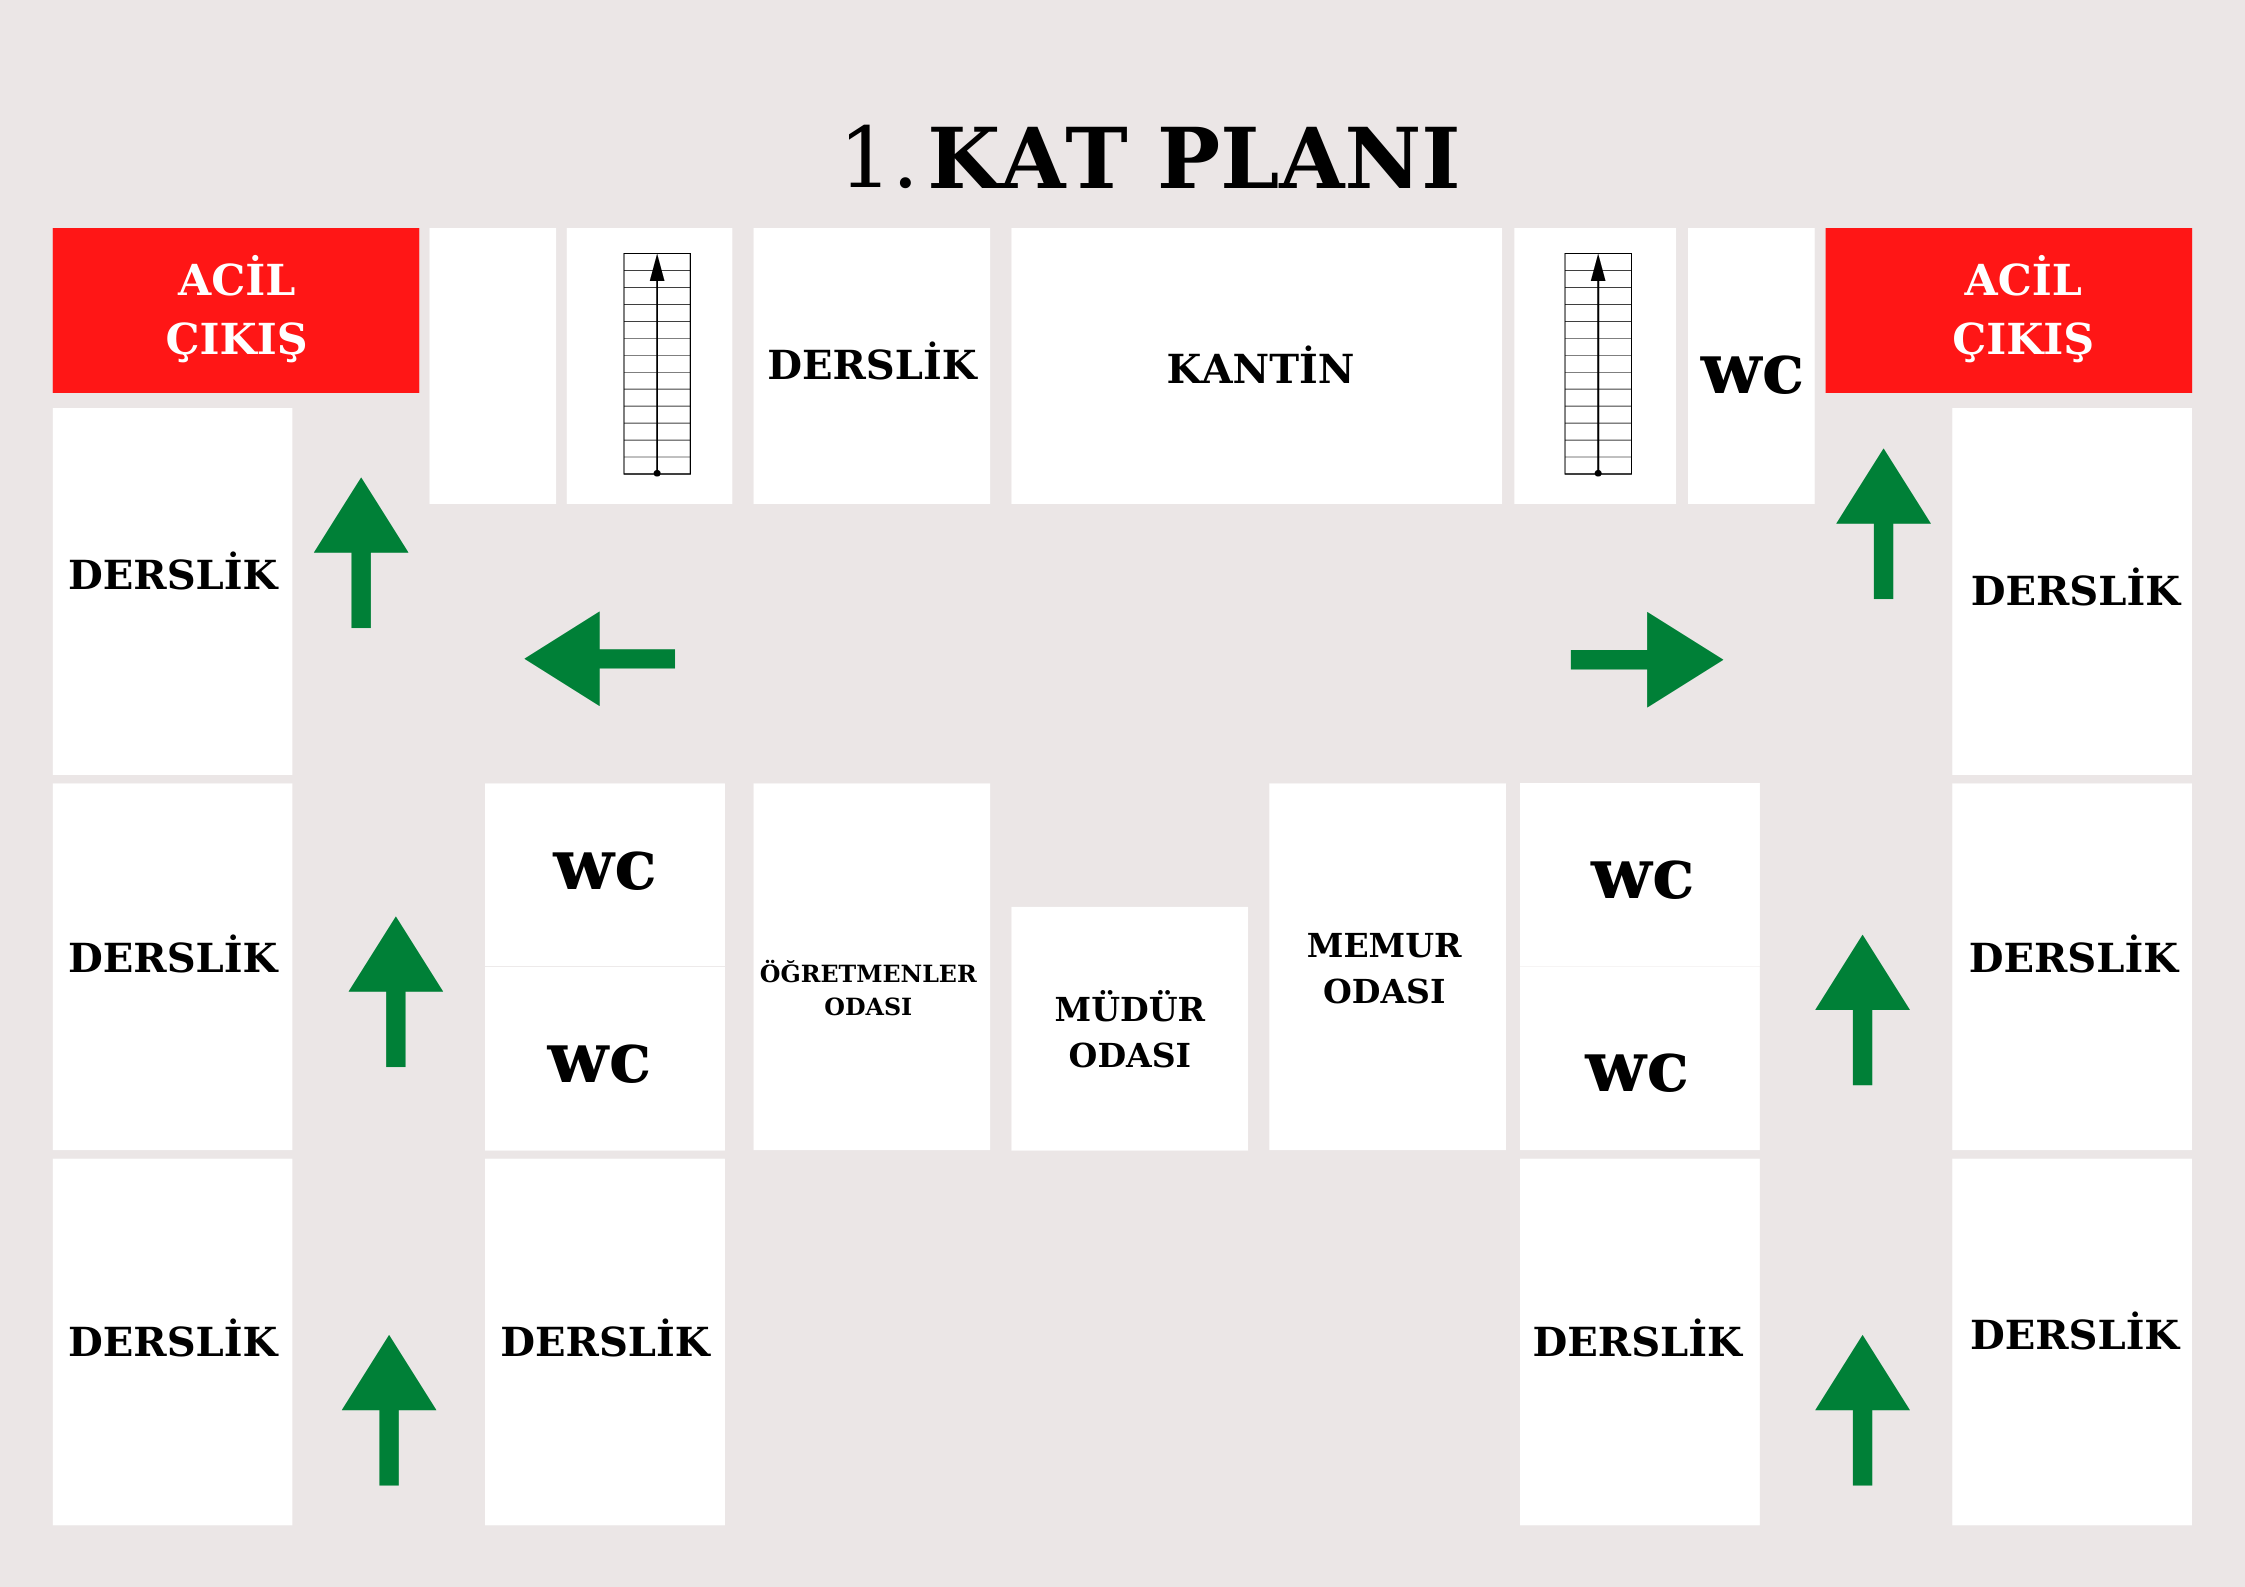 1. KAT PLANI
ACİL
ÇIKIŞ
DERSLİK
KANTİN
wc
ACİL
ÇIKIŞ
DERSLİK
DERSLİK
DERSLİK
wc
wc
ÖĞRETMENLER
ODASI
MÜDÜR
ODASI
MEMUR
ODASI
wc
wc
DERSLİK
DERSLİK
DERSLİK
DERSLİK
DERSLİK